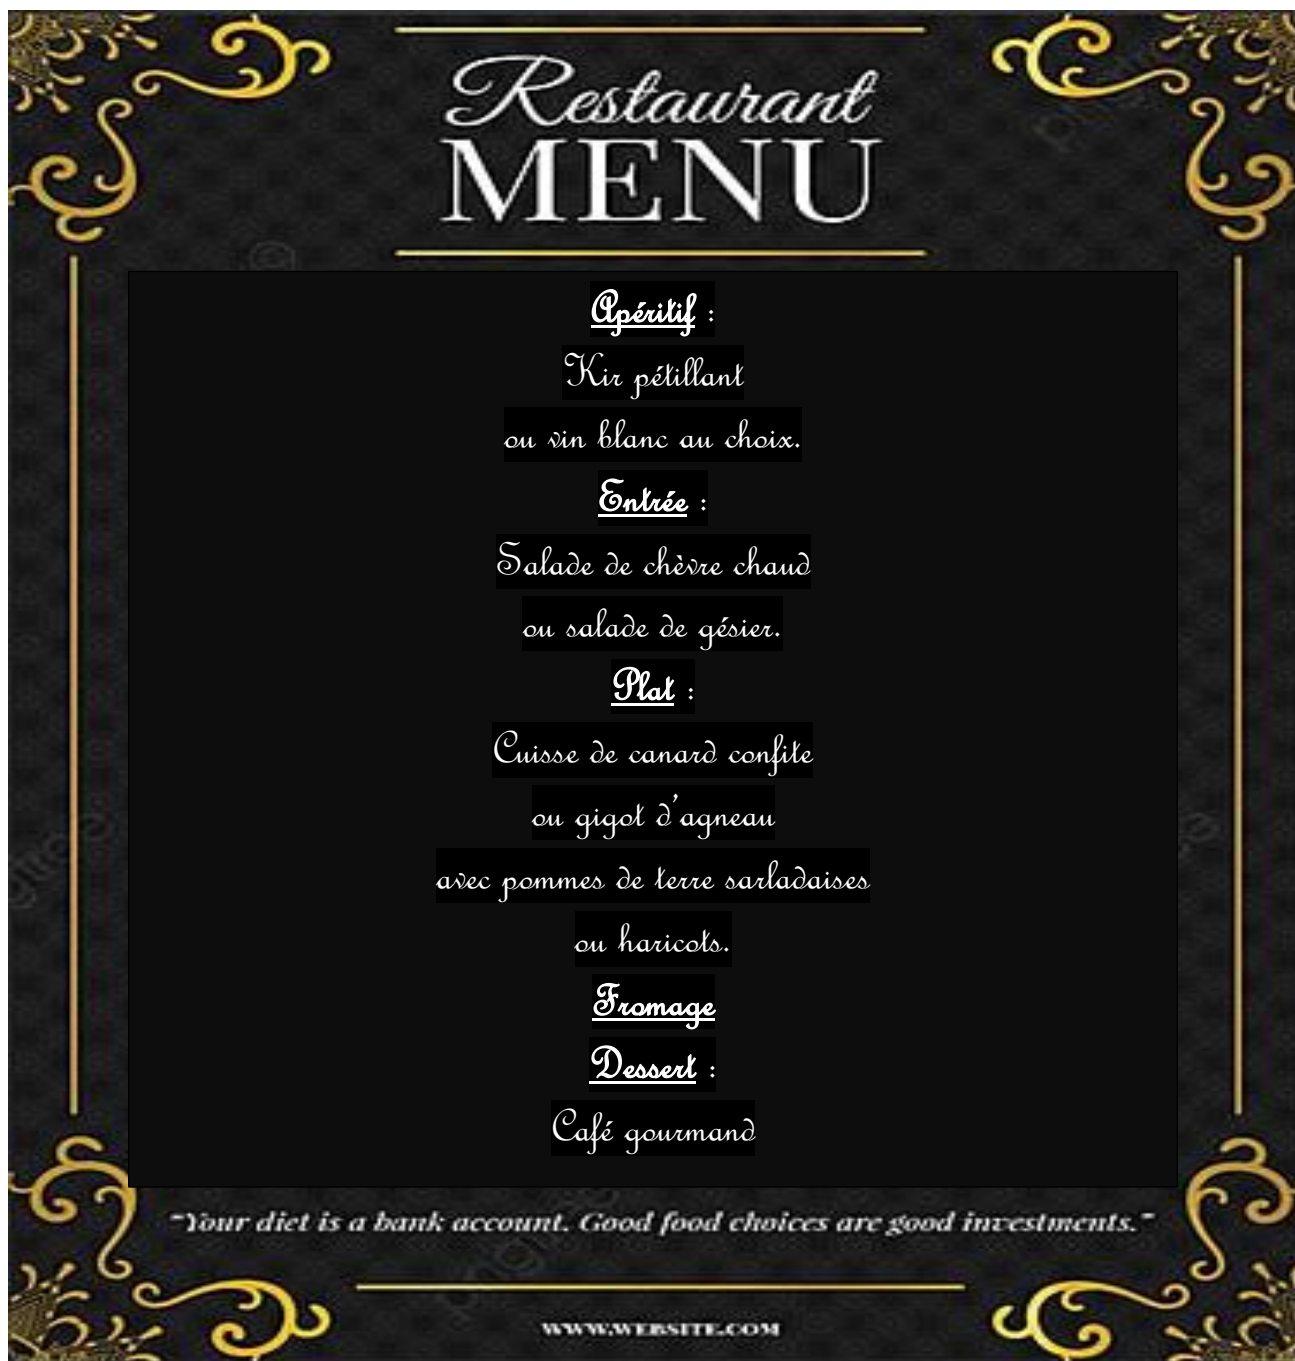 Restaurant
MENU
Apéritif :
Kir pétillant
ou vin blanc au choix.
Entrée :
Salade de chèvre chaud
ou salade de gésier.
Plat :
Cuisse de canard confite
ou gigot d'agneau
avec pommes de terre sarladaises
ou haricots.
Fromage
Dessert :
Café gourmand
"Your diet is a bank account. Good food choices are good investments."
WWW.WEBSITE.COM